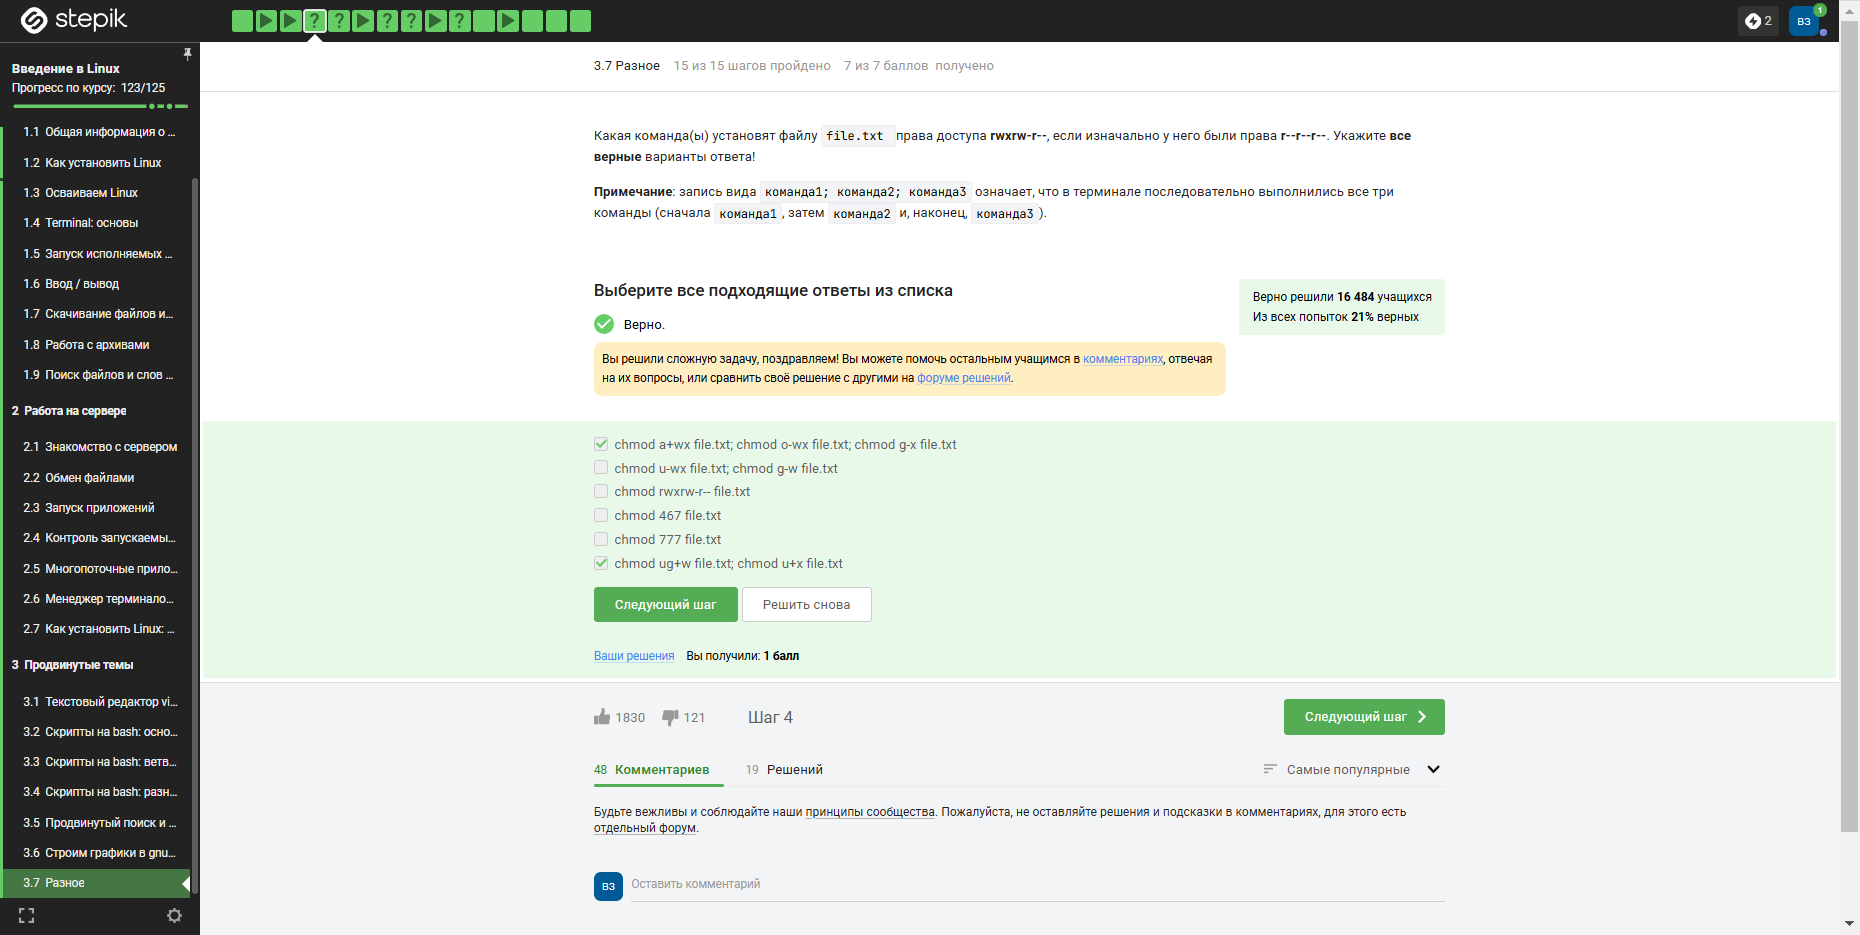 stepik
2
ВЗ
1
Введение в Linux
Прогресс по курсу: 123/125
1.1 Общая информация о ...
1.2 Как установить Linux
1.3 Осваиваем Linux
1.4 Terminal: основы
1.5 Запуск исполняемых ...
1.6 Ввод / вывод
1.7 Скачивание файлов и...
1.8 Работа с архивами
1.9 Поиск файлов и слов ...
2 Работа на сервере
2.1 Знакомство с сервером
2.2 Обмен файлами
2.3 Запуск приложений
2.4 Контроль запускаемы...
2.5 Многопоточные прило...
2.6 Менеджер терминало...
2.7 Как установить Linux: ...
3 Продвинутые темы
3.1 Текстовый редактор vi...
3.2 Скрипты на bash: осно...
3.3 Скрипты на bash: ветв...
3.4 Скрипты на bash: разн...
3.5 Продвинутый поиск и ...
3.6 Строим графики в gnu...
3.7 Разное
3.7 Разное 15 из 15 шагов пройдено 7 из 7 баллов получено
Какая команда(ы) установят файлу file.txt права доступа rwxrw-r--, если изначально у него были права r--r--r--. Укажите все
верные варианты ответа!
Примечание: запись вида команда1; команда2; команда3 означает, что в терминале последовательно выполнились все три
команды (сначала команда1, затем команда2 и, наконец, команда3).
Выберите все подходящие ответы из списка
Верно решили 16 484 учащихся
Из всех попыток 21% верных
Верно.
Вы решили сложную задачу, поздравляем! Вы можете помочь остальным учащимся в комментариях, отвечая
на их вопросы, или сравнить своё решение с другими на форуме решений.
chmod a+wx file.txt; chmod o-wx file.txt; chmod g-x file.txt
chmod u-wx file.txt; chmod g-w file.txt
chmod rwxrw-r-- file.txt
chmod 467 file.txt
chmod 777 file.txt
chmod ug+w file.txt; chmod u+x file.txt
Следующий шаг Решить снова
Ваши решения Вы получили: 1 балл
1830 121 Шаг 4 Следующий шаг
48 Комментариев 19 Решений Самые популярные
Будьте вежливы и соблюдайте наши принципы сообщества. Пожалуйста, не оставляйте решения и подсказки в комментариях, для этого есть
отдельный форум.
ВЗ Оставить комментарий